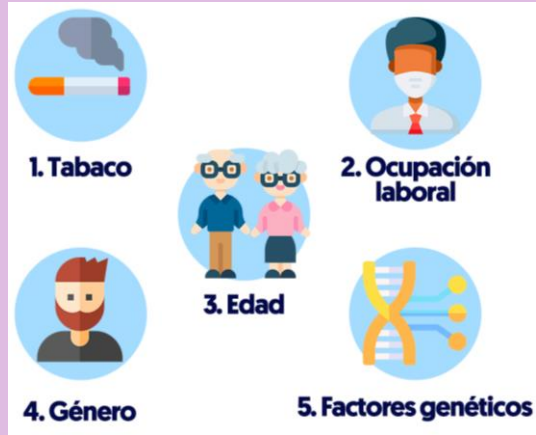 1. Tabaco
2. Ocupación
laboral
3. Edad
4. Género
5. Factores genéticos